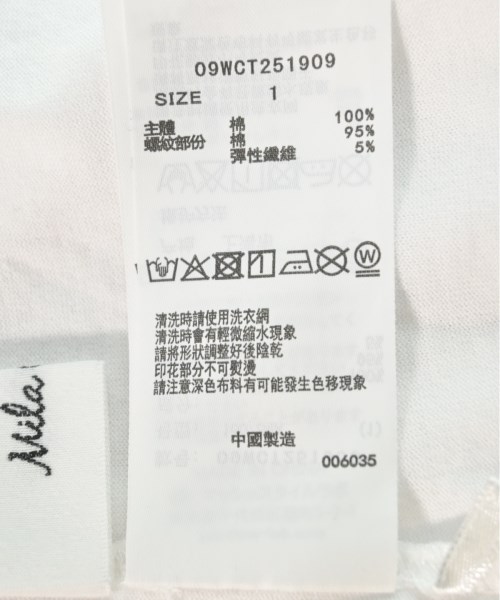 09WCT251909
SIZE 1
主體 棉 100%
螺紋部份 棉 95%
彈性纖維 5%
W
清洗時請使用洗衣網
清洗時會有輕微縮水現象
請將形狀調整好後陰乾
印花部分不可熨燙
請注意深色布料有可能發生色移現象
中國製造
006035
Mila